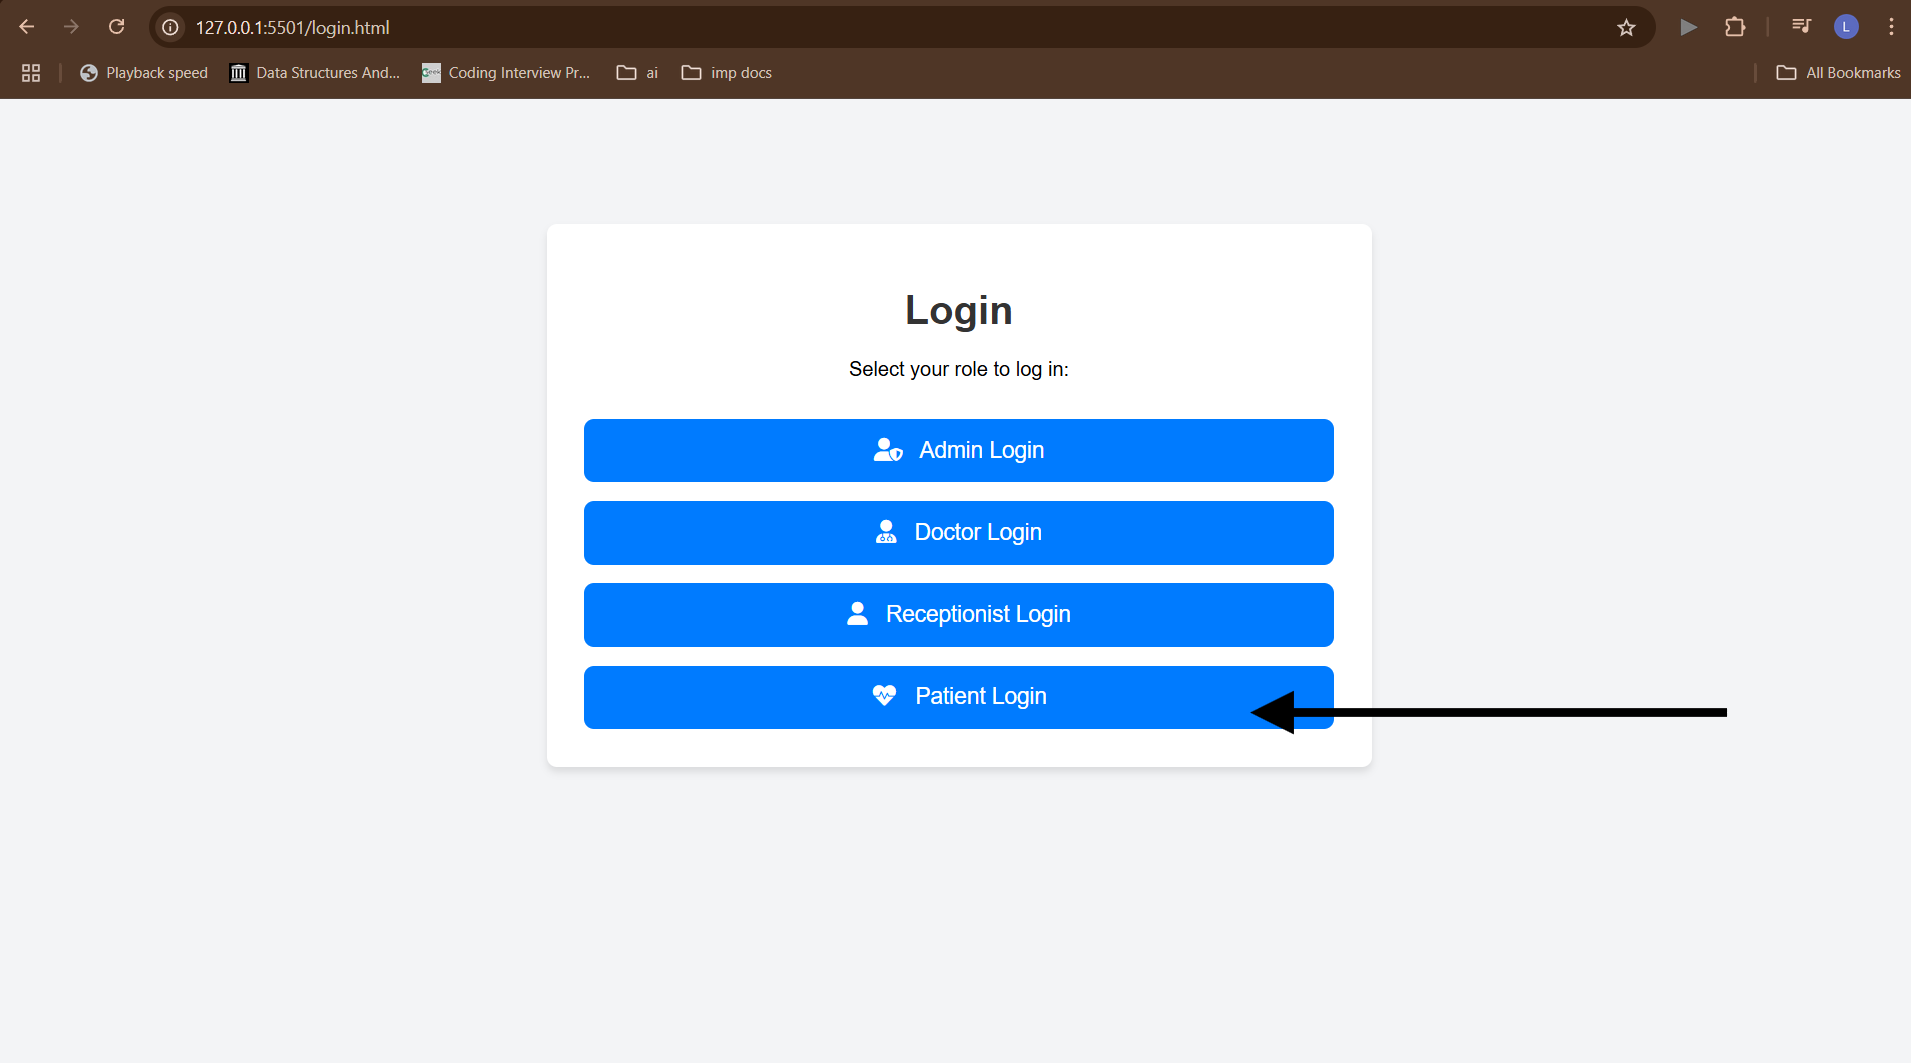 127.0.0.1:5501/login.html
L
Playback speed
Data Structures And...
Geek
Coding Interview Pr...
ai
imp docs
All Bookmarks
Login
Select your role to log in:
Admin Login
Doctor Login
Receptionist Login
Patient Login